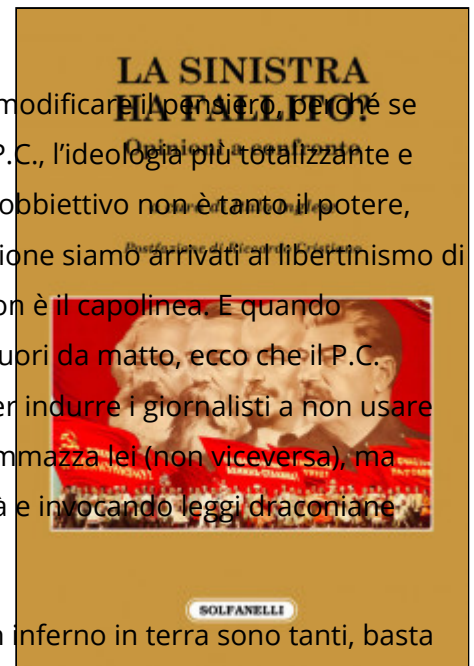 LA SINISTRA
HA FALLITO?
Opinioni a confronto
a cura di Inglese
Postfazione di Riccardo Cristiano
SOLFANELLI
modificare il pensiero, perché se
P.C., l’ideologia più totalizzante e
obbiettivo non è tanto il potere,
ione siamo arrivati al libertinismo di
on è il capolinea. E quando
uori da matto, ecco che il P.C.
er indurre i giornalisti a non usare
mmazza lei (non viceversa), ma
à e invocando leggi draconiane
n inferno in terra sono tanti, basta